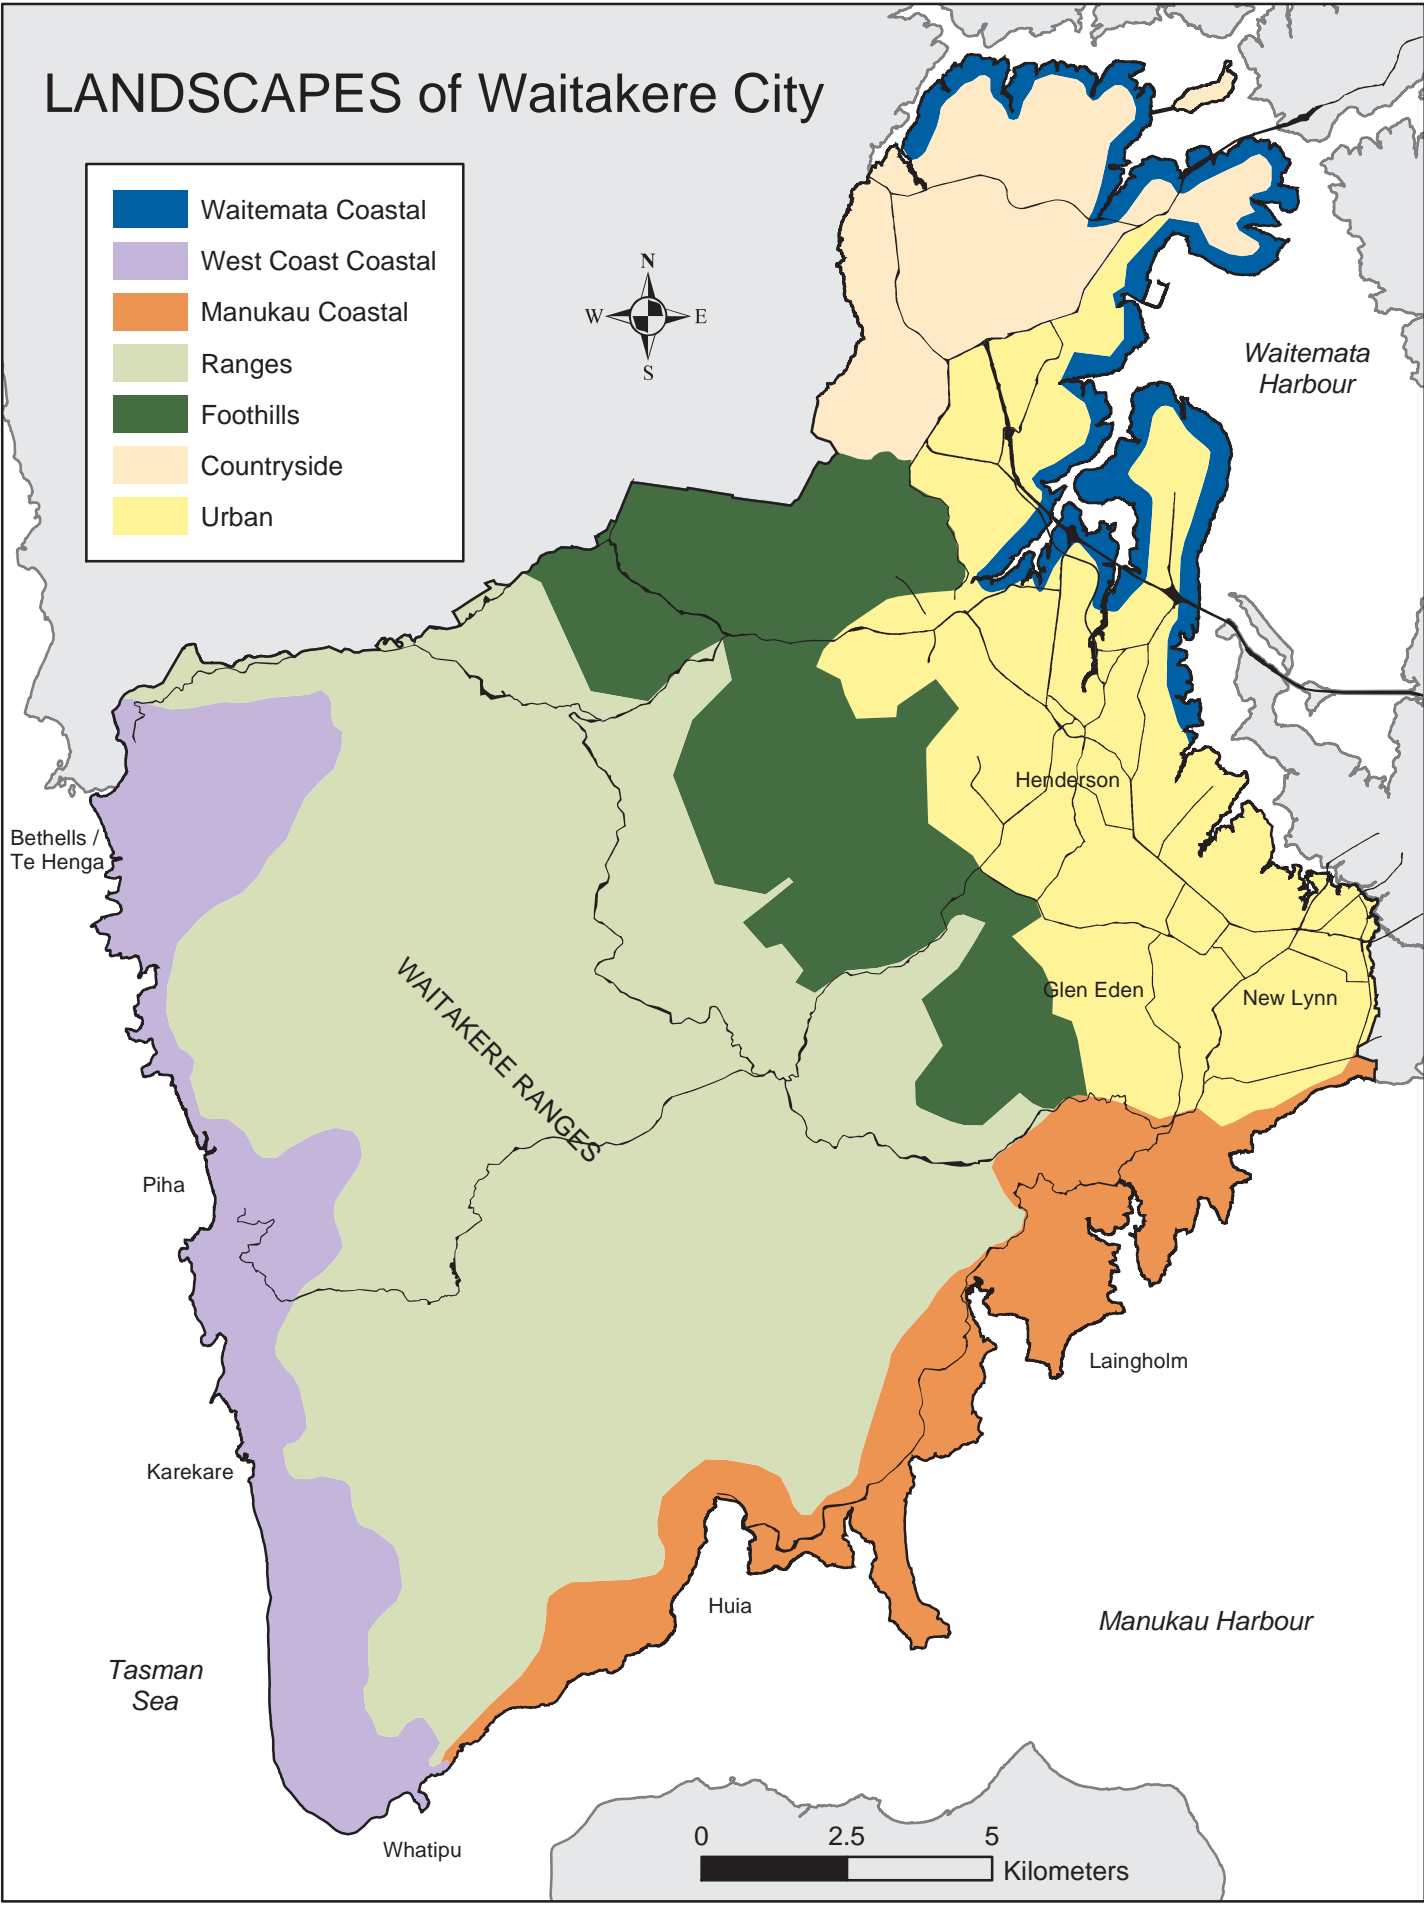 LANDSCAPES of Waitakere City
Waitemata Coastal
West Coast Coastal
Manukau Coastal
Ranges
Foothills
Countryside
Urban
N
W
E
S
Waitemata
Harbour
Henderson
Bethells /
Te Henga
WAITAKERE RANGES
Glen Eden
New Lynn
Piha
Laingholm
Karekare
Huia
Manukau Harbour
Tasman
Sea
Whatipu
0 2.5 5
Kilometers